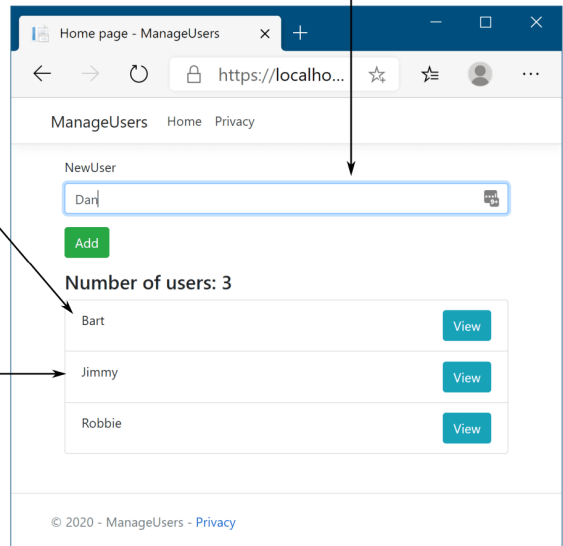 Home page - ManageUsers
https://localho...
ManageUsers Home Privacy
NewUser
Dan
Add
Number of users: 3
Bart View
Jimmy View
Robbie View
© 2020 - ManageUsers - Privacy